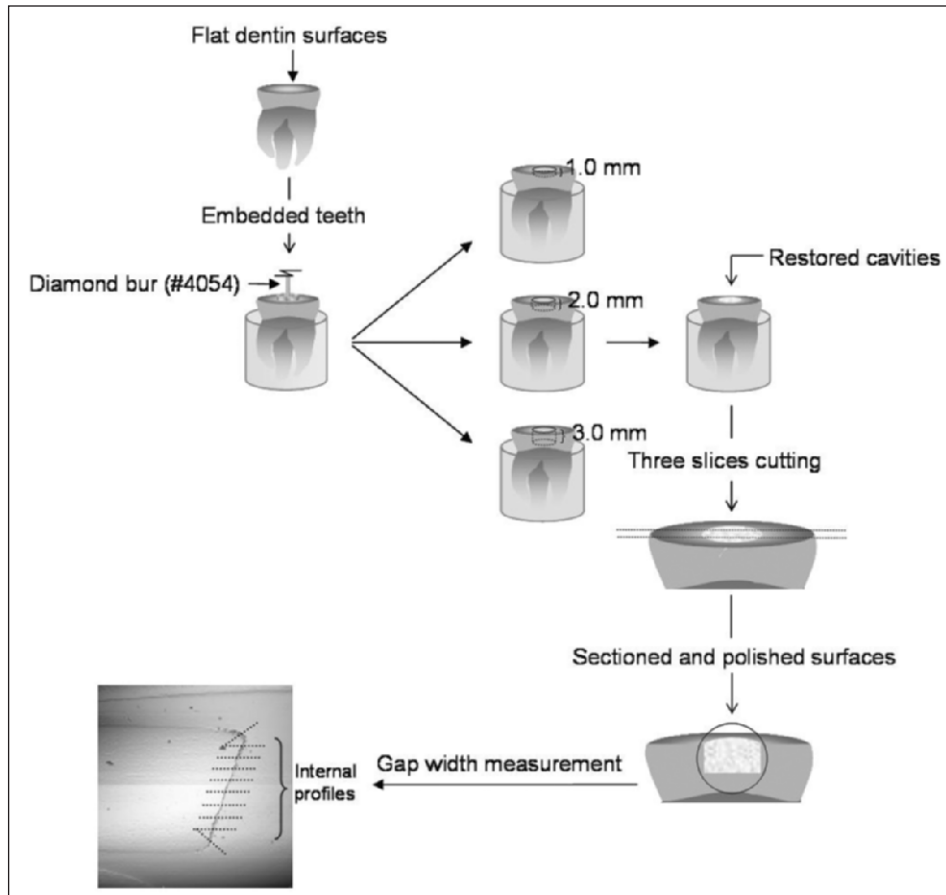 Flat dentin surfaces
Embedded teeth
Diamond bur (#4054)
1.0 mm
2.0 mm
3.0 mm
Restored cavities
Three slices cutting
Sectioned and polished surfaces
Gap width measurement
Internal
profiles